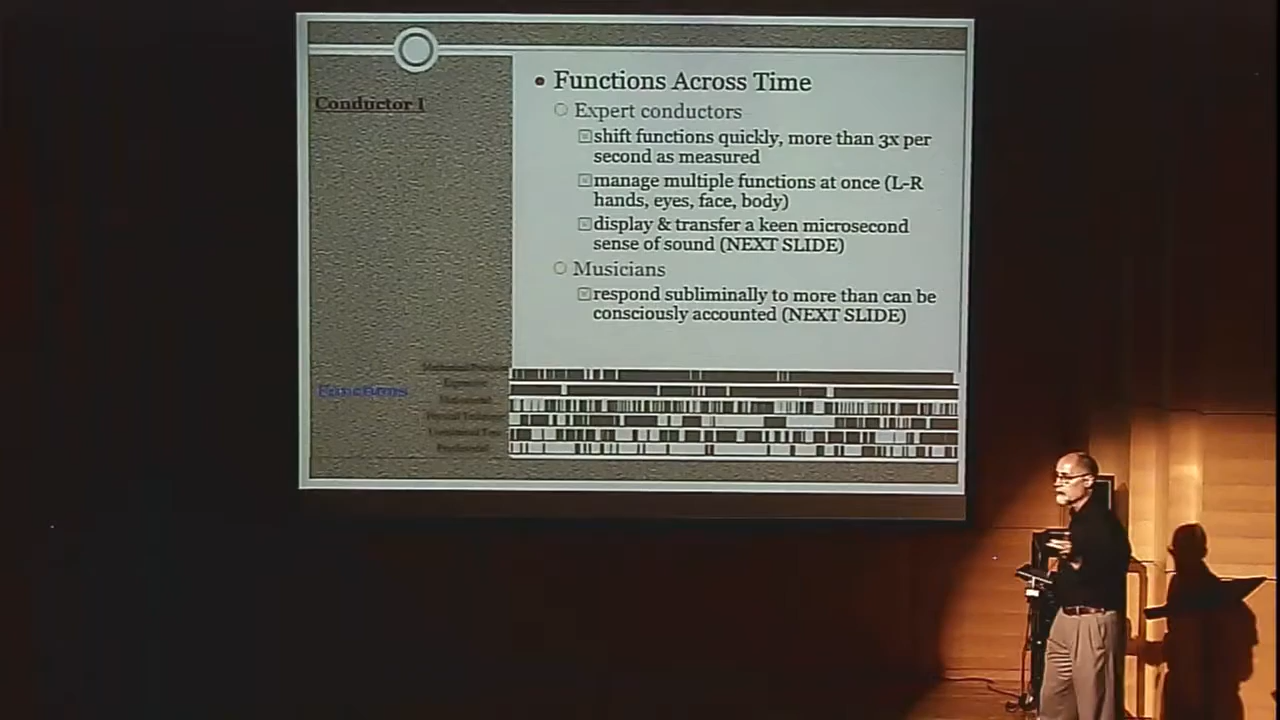 Conductor I
Functions Across Time
Expert conductors
shift functions quickly, more than 3x per
second as measured
manage multiple functions at once (L-R
hands, eyes, face, body)
display & transfer a keen microsecond
sense of sound (NEXT SLIDE)
Musicians
respond subliminally to more than can be
consciously accounted (NEXT SLIDE)
Functions